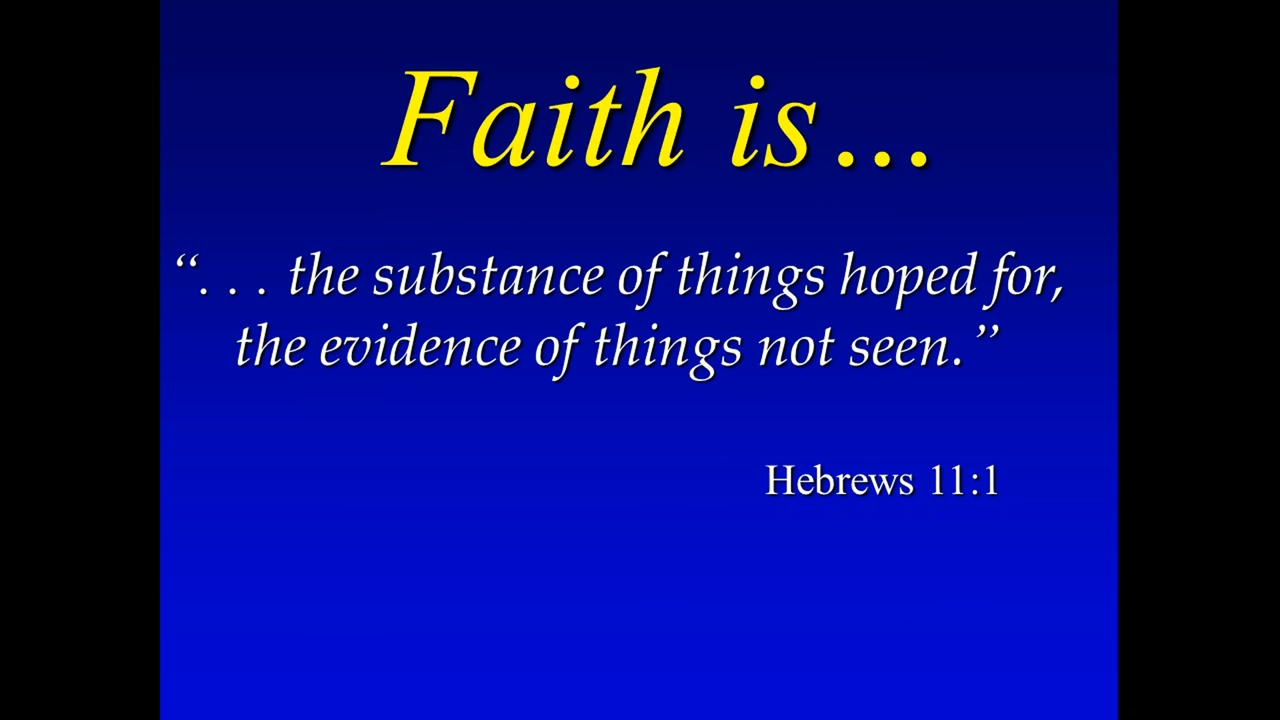 Faith is...
“. . . the substance of things hoped for,
the evidence of things not seen.”
Hebrews 11:1